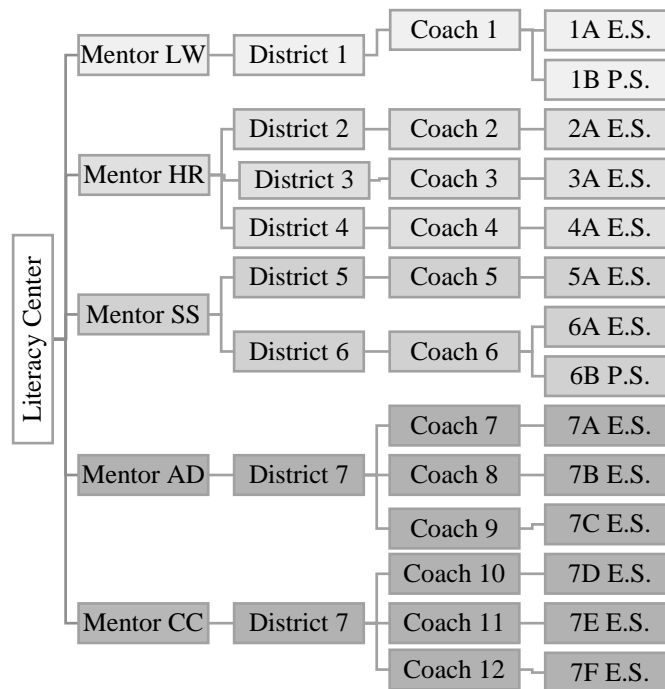 Literacy Center
Mentor LW
District 1
Coach 1
1A E.S.
1B P.S.
Mentor HR
District 2
Coach 2
2A E.S.
District 3
Coach 3
3A E.S.
District 4
Coach 4
4A E.S.
Mentor SS
District 5
Coach 5
5A E.S.
District 6
Coach 6
6A E.S.
6B P.S.
Mentor AD
District 7
Coach 7
7A E.S.
Coach 8
7B E.S.
Coach 9
7C E.S.
Mentor CC
District 7
Coach 10
7D E.S.
Coach 11
7E E.S.
Coach 12
7F E.S.